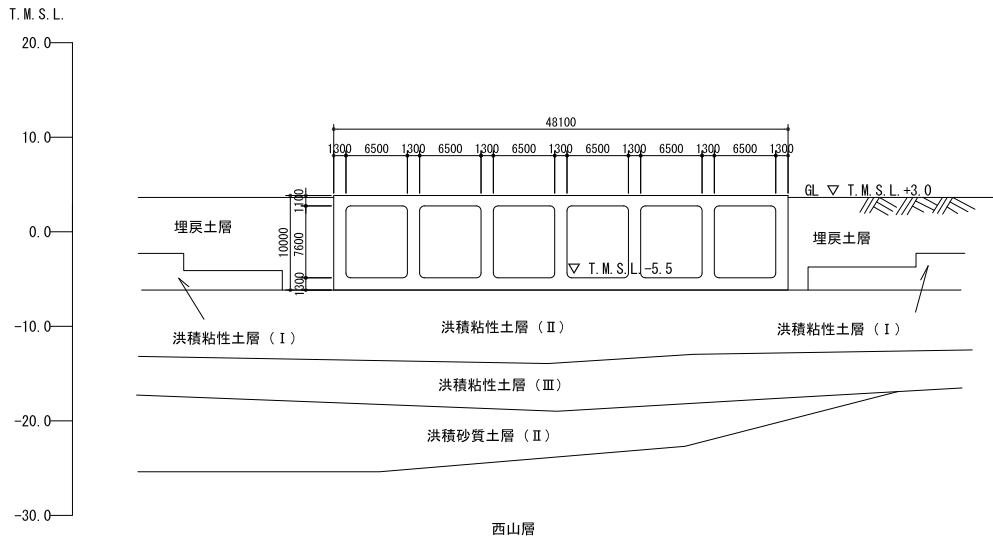 T.M.S.L.
20.0
10.0
0.0
-10.0
-20.0
-30.0
48100
1300 6500 1300 6500 1300 6500 1300 6500 1300 6500 1300 6500 1300
10000
1100
7600
1300
GL ▽ T.M.S.L.+3.0
埋戻土層
埋戻土層
▽ T.M.S.L.-5.5
洪積粘性土層(Ⅰ)
洪積粘性土層(Ⅱ)
洪積粘性土層(Ⅰ)
洪積粘性土層(Ⅲ)
洪積砂質土層(Ⅱ)
西山層